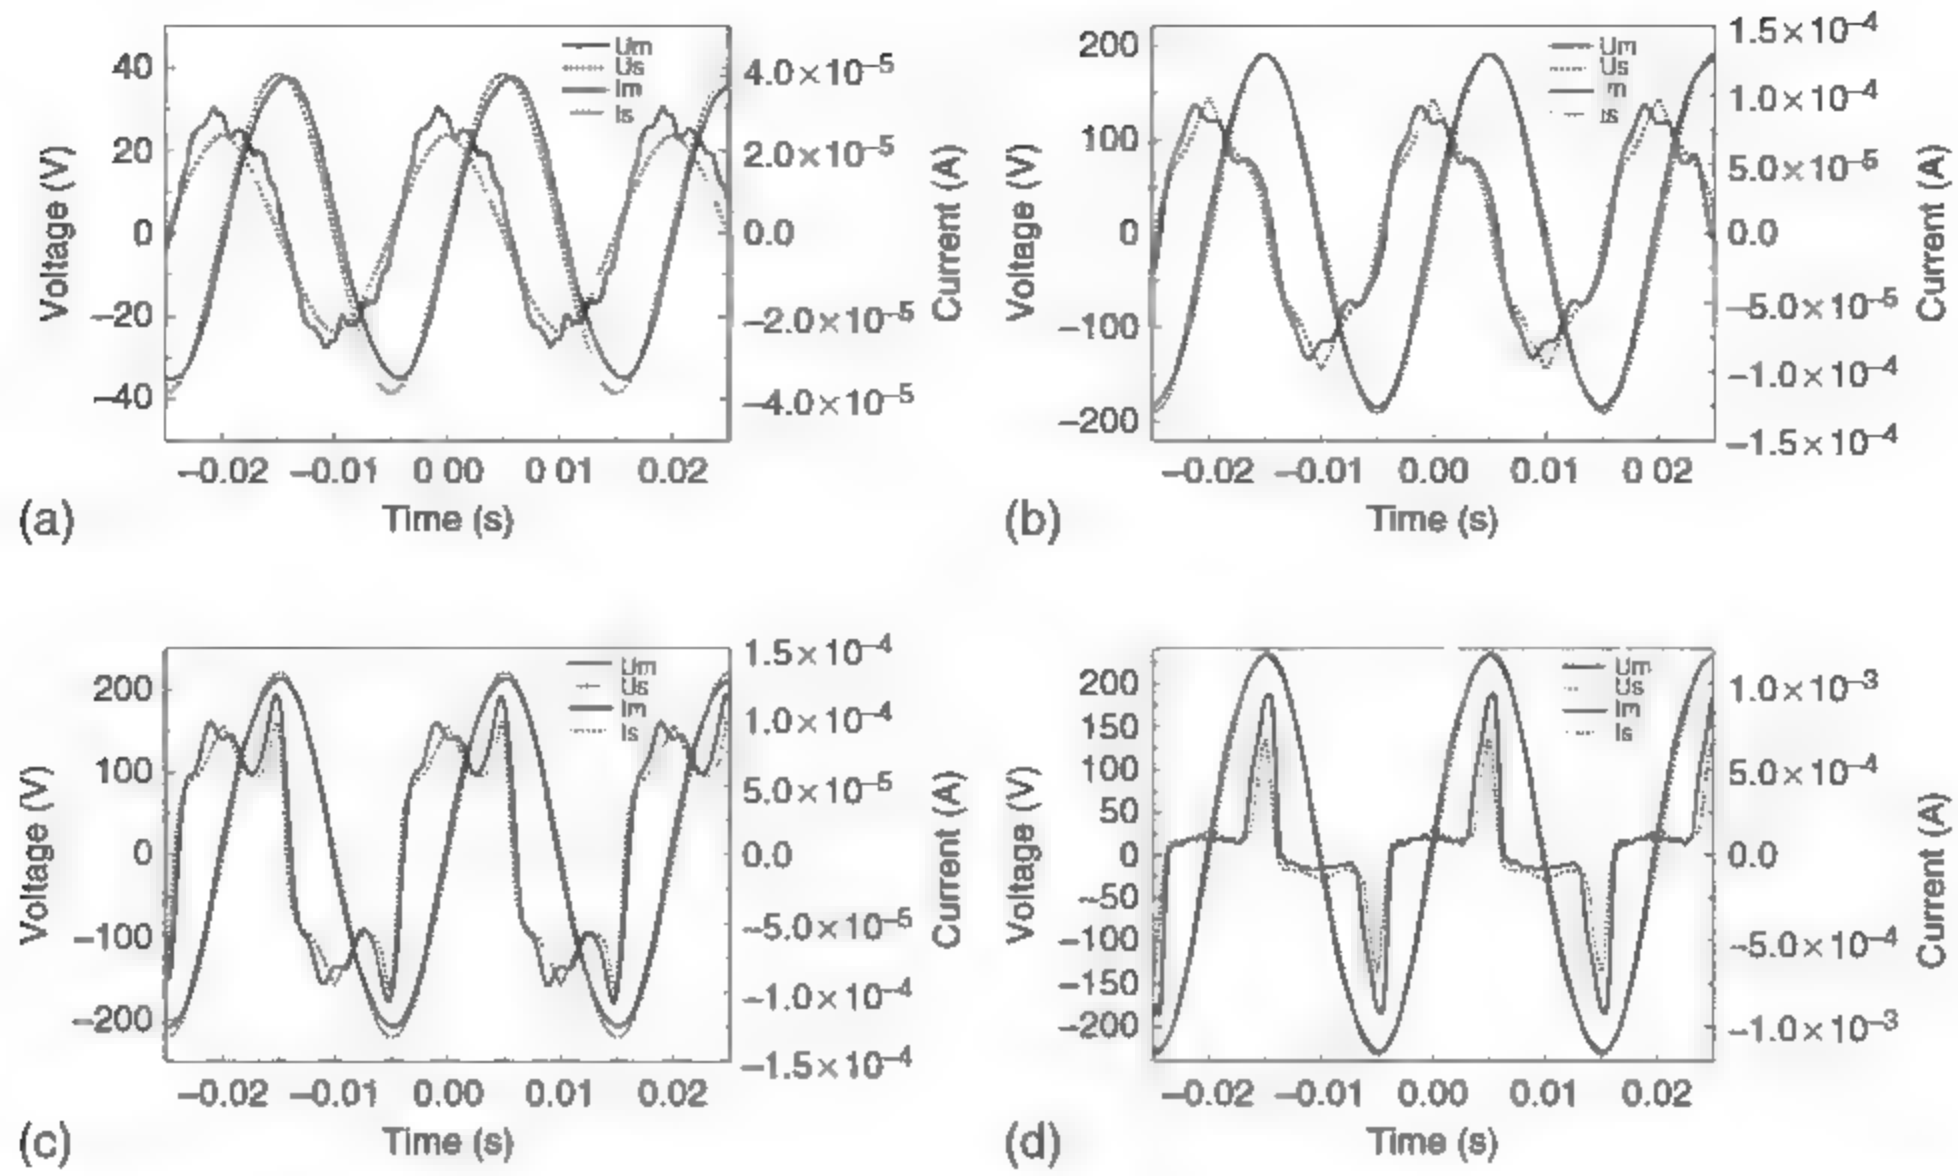 40
20
0
−20
−40
Voltage (V)
Um
Us
Im
Is
4.0×10−5
2.0×10−5
0.0
−2.0×10−5
−4.0×10−5
Current (A)
−0.02 −0.01 0.00 0.01 0.02
Time (s)
(a)
200
100
0
−100
−200
Voltage (V)
Um
Us
m
Is
1.5×10−4
1.0×10−4
5.0×10−5
0.0
−5.0×10−5
−1.0×10−4
−1.5×10−4
Current (A)
−0.02 −0.01 0.00 0.01 0 02
Time (s)
(b)
200
100
0
−100
−200
Voltage (V)
Um
Us
Im
Is
1.5×10−4
1.0×10−4
5.0×10−5
0.0
−5.0×10−5
−1.0×10−4
−1.5×10−4
Current (A)
−0.02 −0.01 0.00 0.01 0.02
Time (s)
(c)
200
150
100
50
0
−50
−100
−150
−200
Voltage (V)
Um
Us
Im
Is
1.0×10−3
5.0×10−4
0.0
−5.0×10−4
−1.0×10−3
Current (A)
−0.02 −0.01 0.00 0.01 0.02
Time (s)
(d)